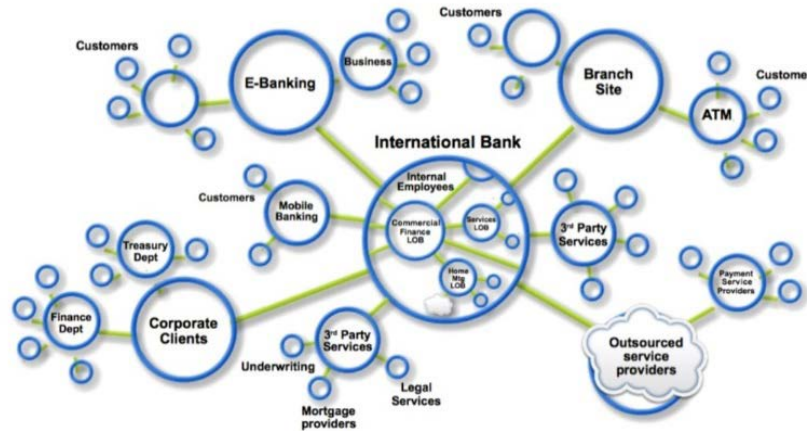 Customers
E-Banking
Business
Customers
Branch
Site
Custome
ATM
International Bank
Internal
Employees
Customers
Mobile
Banking
Commercial
Finance
LOB
Services
LOB
Home
Mtg
LOB
3rd Party
Services
Treasury
Dept
Finance
Dept
Corporate
Clients
Payment
Service
Providers
3rd Party
Services
Underwriting
Mortgage
providers
Legal
Services
Outsourced
service
providers